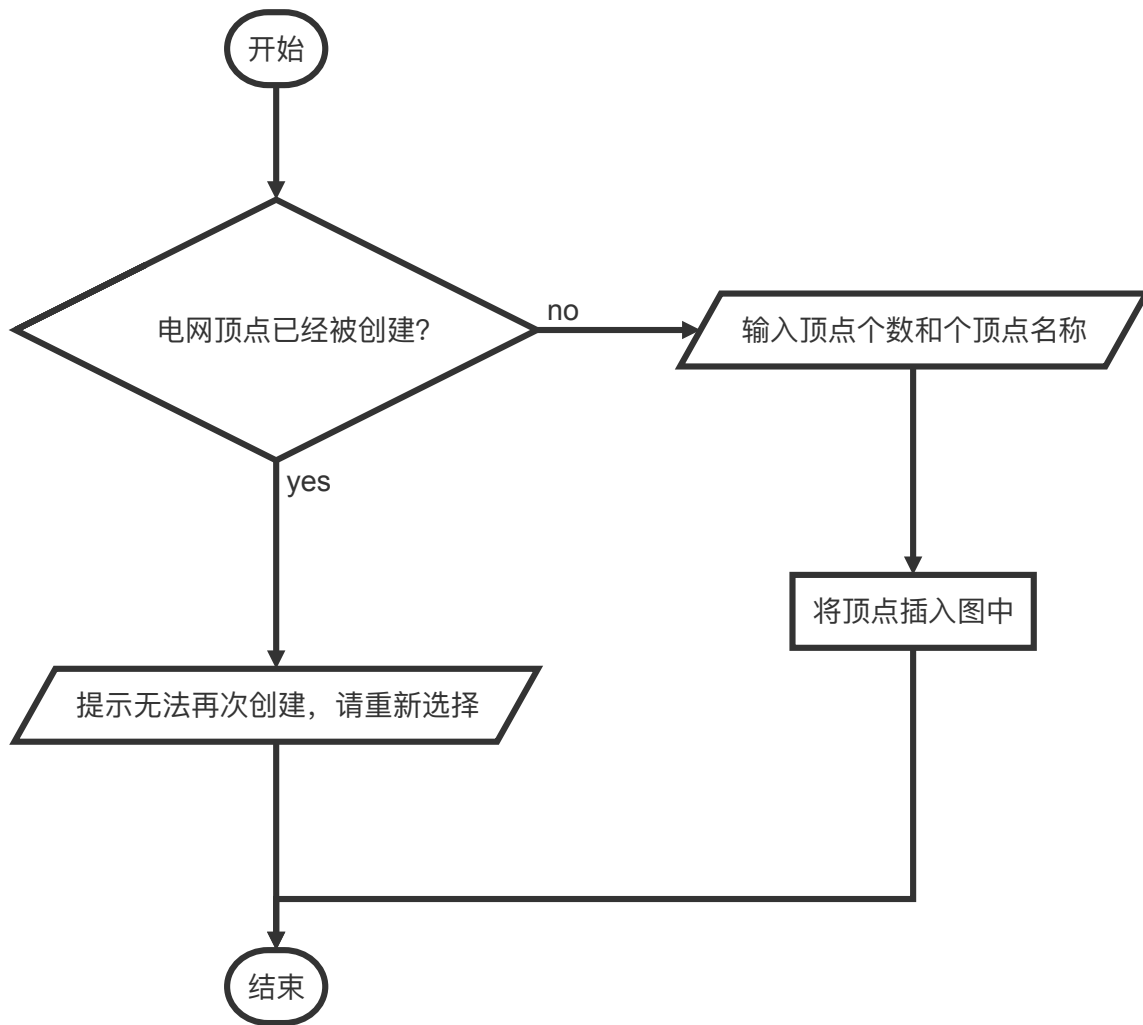 开始
电网顶点已经被创建?
no
输入顶点个数和个顶点名称
yes
将顶点插入图中
提示无法再次创建，请重新选择
结束